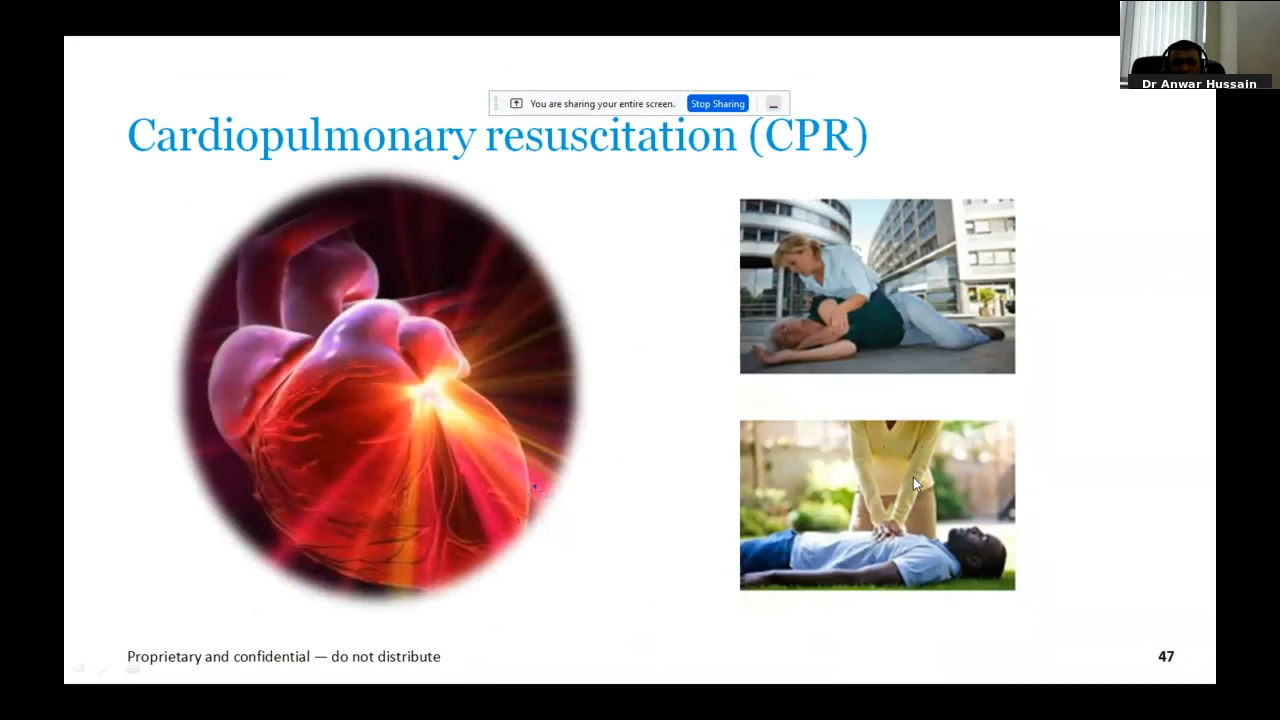 Dr Anwar Hussain
You are sharing your entire screen. Stop Sharing
Cardiopulmonary resuscitation (CPR)
Proprietary and confidential — do not distribute
47